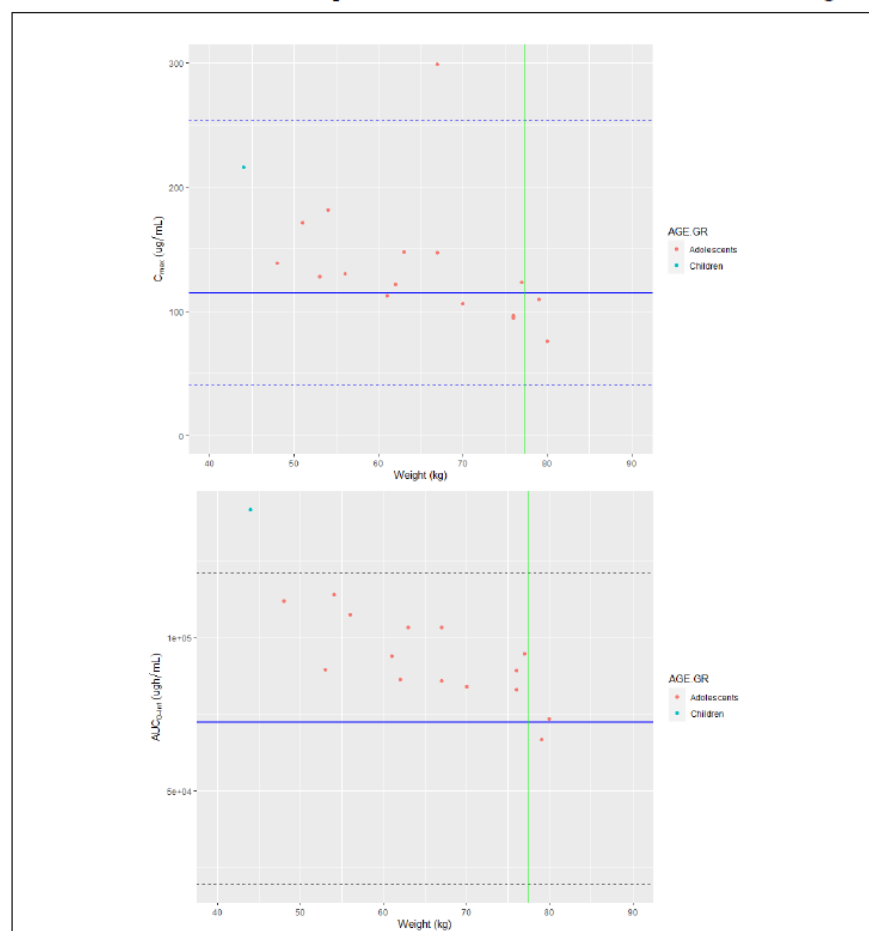 300
200
100
0
Cmax (ug/mL)
40 50 60 70 80 90
Weight (kg)
AGE.GR
Adolescents
Children
1e+05
5e+04
AUC0-inf (ugh/mL)
40 50 60 70 80 90
Weight (kg)
AGE.GR
Adolescents
Children